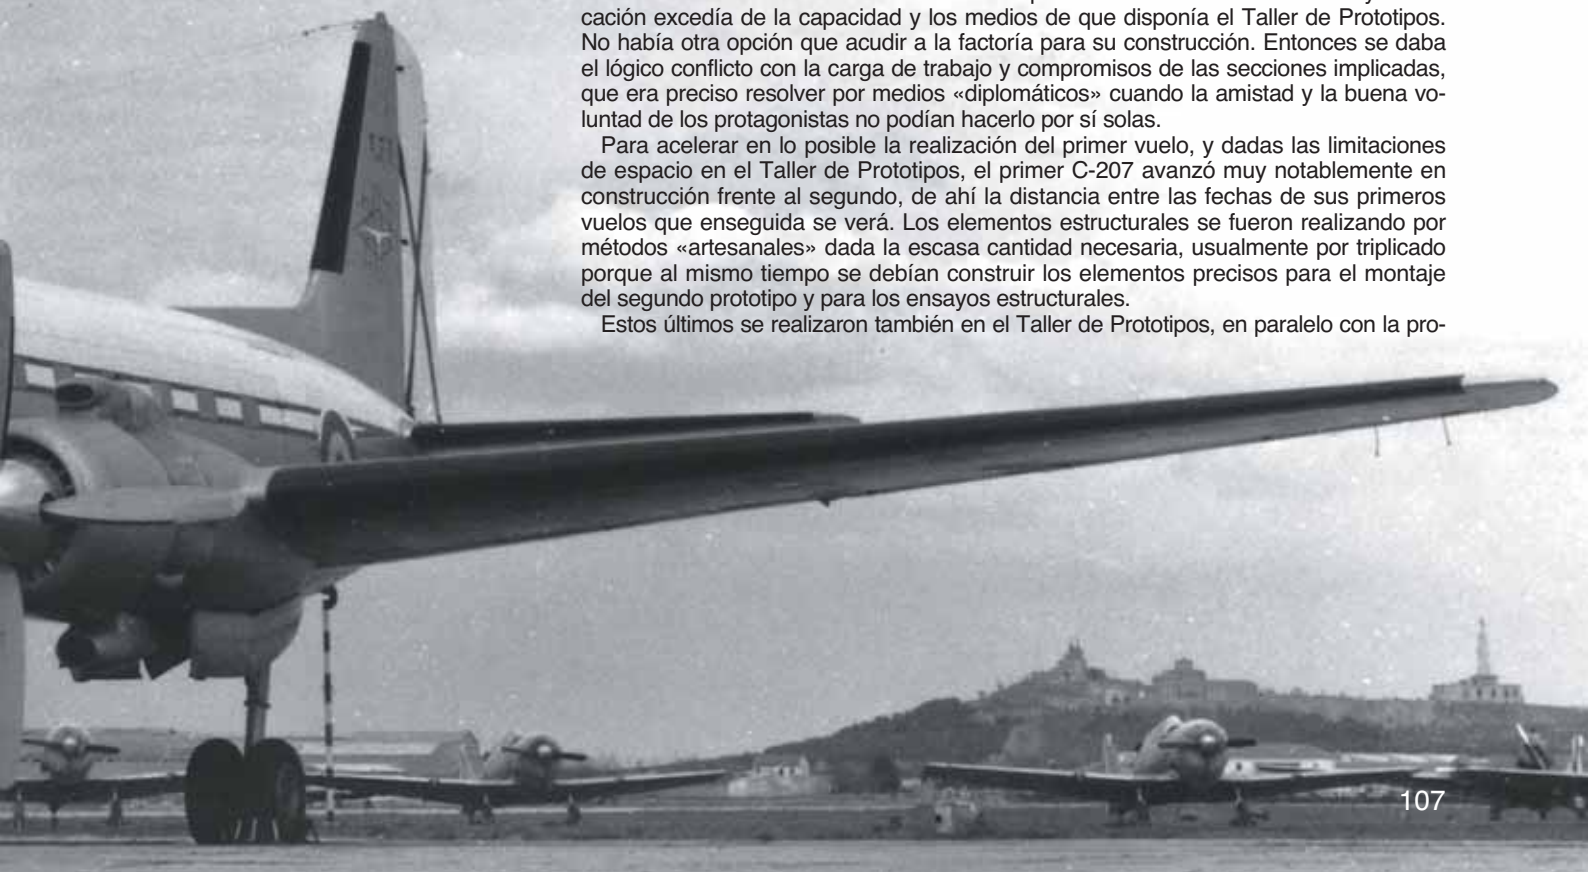 cación excedía de la capacidad y los medios de que disponía el Taller de Prototipos.
No había otra opción que acudir a la factoría para su construcción. Entonces se daba
el lógico conflicto con la carga de trabajo y compromisos de las secciones implicadas,
que era preciso resolver por medios «diplomáticos» cuando la amistad y la buena vo-
luntad de los protagonistas no podían hacerlo por sí solas.
Para acelerar en lo posible la realización del primer vuelo, y dadas las limitaciones
de espacio en el Taller de Prototipos, el primer C-207 avanzó muy notablemente en
construcción frente al segundo, de ahí la distancia entre las fechas de sus primeros
vuelos que enseguida se verá. Los elementos estructurales se fueron realizando por
métodos «artesanales» dada la escasa cantidad necesaria, usualmente por triplicado
porque al mismo tiempo se debían construir los elementos precisos para el montaje
del segundo prototipo y para los ensayos estructurales.
Estos últimos se realizaron también en el Taller de Prototipos, en paralelo con la pro-
107